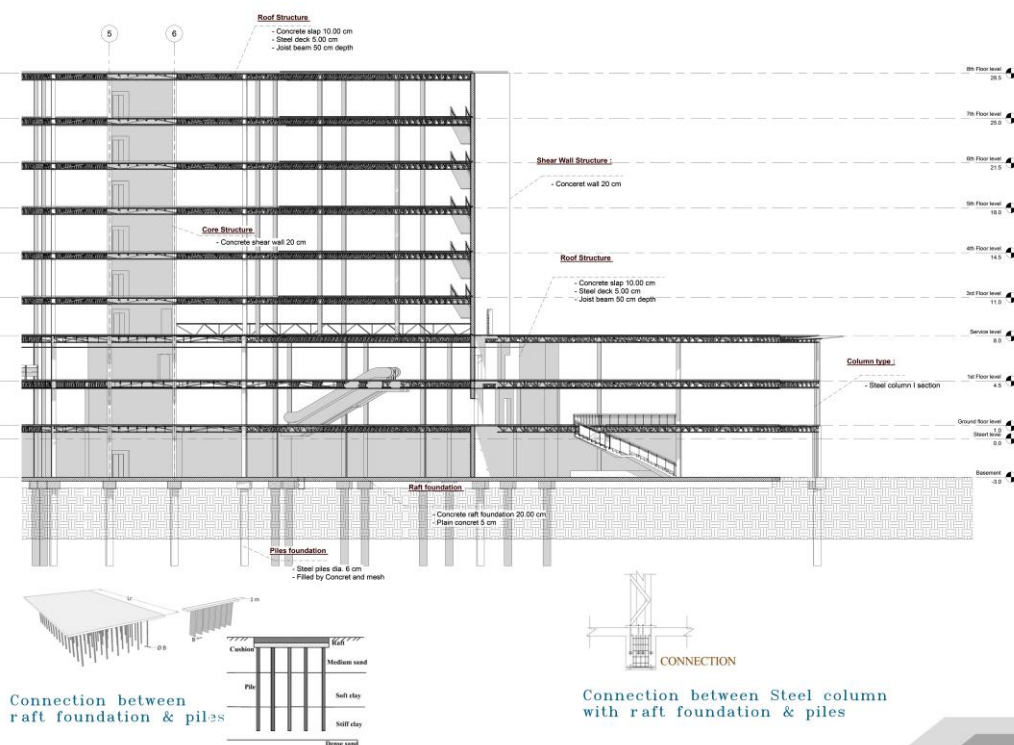 Roof Structure :
- Concrete slap 10.00 cm
- Steel deck 5.00 cm
- Joist beam 50 cm depth
5
6
8th Floor level
28.5
7th Floor level
25.0
6th Floor level
21.5
Shear Wall Structure :
- Conceret wall 20 cm
5th Floor level
18.0
Core Structure
- Concrete shear wall 20 cm
4th Floor level
14.5
Roof Structure
- Concrete slap 10.00 cm
- Steel deck 5.00 cm
- Joist beam 50 cm depth
3rd Floor level
11.0
Service level
8.0
Column type :
- Steel column I section
1st Floor level
4.5
Ground floor level
1.0
Steert level
0.0
Basement
-3.0
Raft foundation
- Concrete raft foundation 20.00 cm
- Plain concret 5 cm
Piles foundation
- Steel piles dia. 6 cm
- Filled by Concret and mesh
Lr
1 m
Ø B
B
Cushion
Raft
Medium sand
Pile
Soft clay
Stiff clay
Dense sand
CONNECTION
Connection between
raft foundation & piles
Connection between Steel column
with raft foundation & piles